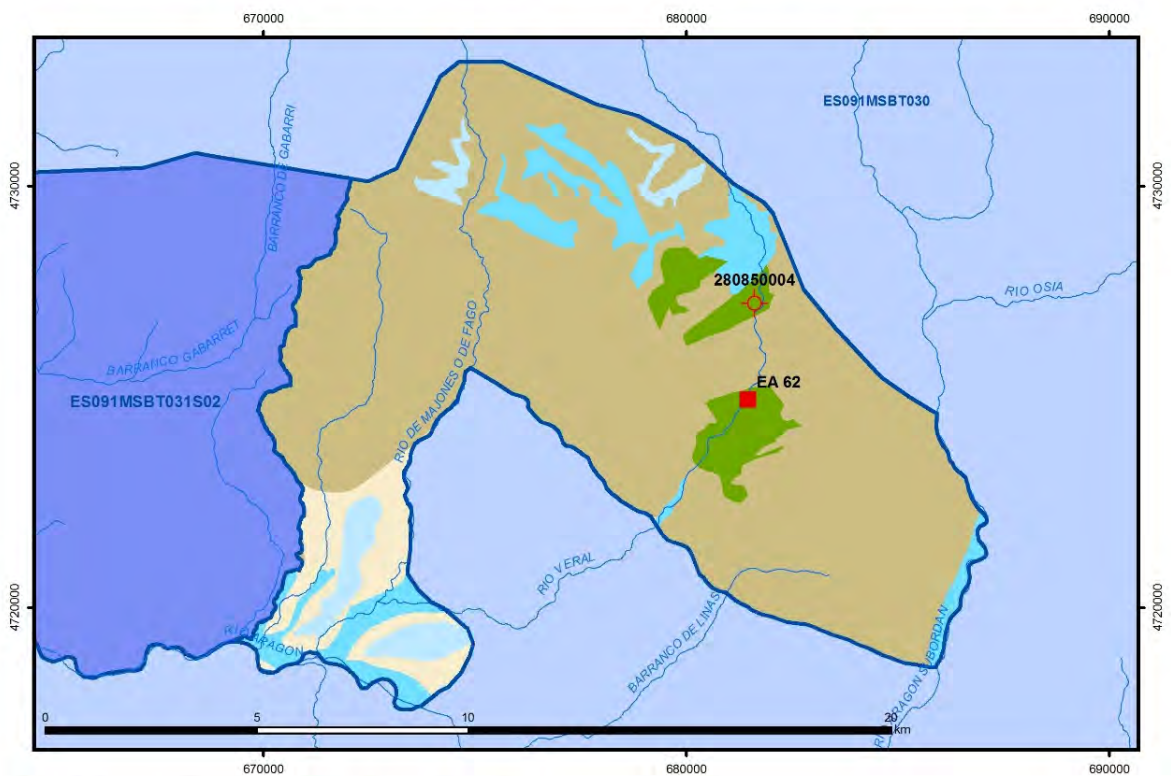 670000
680000
690000
ES091MSBT030
4730000
4730000
BARRANCO DE GABARRI
280850004
RIO OSIA
BARRANCO GABARRET
RIO DE MAJONES O DE FAGO
EA 62
ES091MSBT031S02
RIO VERAL
4720000
4720000
RIO ARAGON
BARRANCO DE LINAS
RIO ARAGON SUBORDAN
0
5
10
20
km
670000
680000
690000